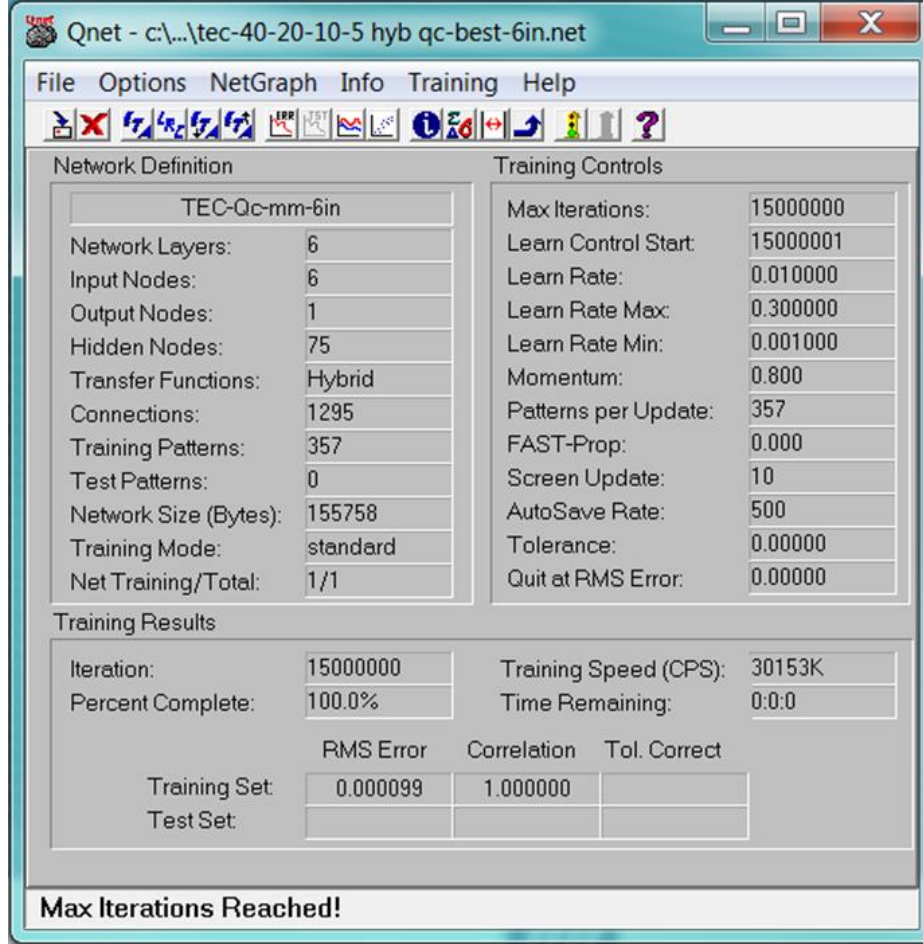 Qnet - c:\...\tec-40-20-10-5 hyb qc-best-6in.net
File Options NetGraph Info Training Help
Network Definition
TEC-Qc-mm-6in
Network Layers: 6
Input Nodes: 6
Output Nodes: 1
Hidden Nodes: 75
Transfer Functions: Hybrid
Connections: 1295
Training Patterns: 357
Test Patterns: 0
Network Size (Bytes): 155758
Training Mode: standard
Net Training/Total: 1/1
Training Controls
Max Iterations: 15000000
Learn Control Start: 15000001
Learn Rate: 0.010000
Learn Rate Max: 0.300000
Learn Rate Min: 0.001000
Momentum: 0.800
Patterns per Update: 357
FAST-Prop: 0.000
Screen Update: 10
AutoSave Rate: 500
Tolerance: 0.00000
Quit at RMS Error: 0.00000
Training Results
Iteration: 15000000 Training Speed (CPS): 30153K
Percent Complete: 100.0% Time Remaining: 0:0:0
RMS Error Correlation Tol. Correct
Training Set: 0.000099 1.000000
Test Set:
Max Iterations Reached!